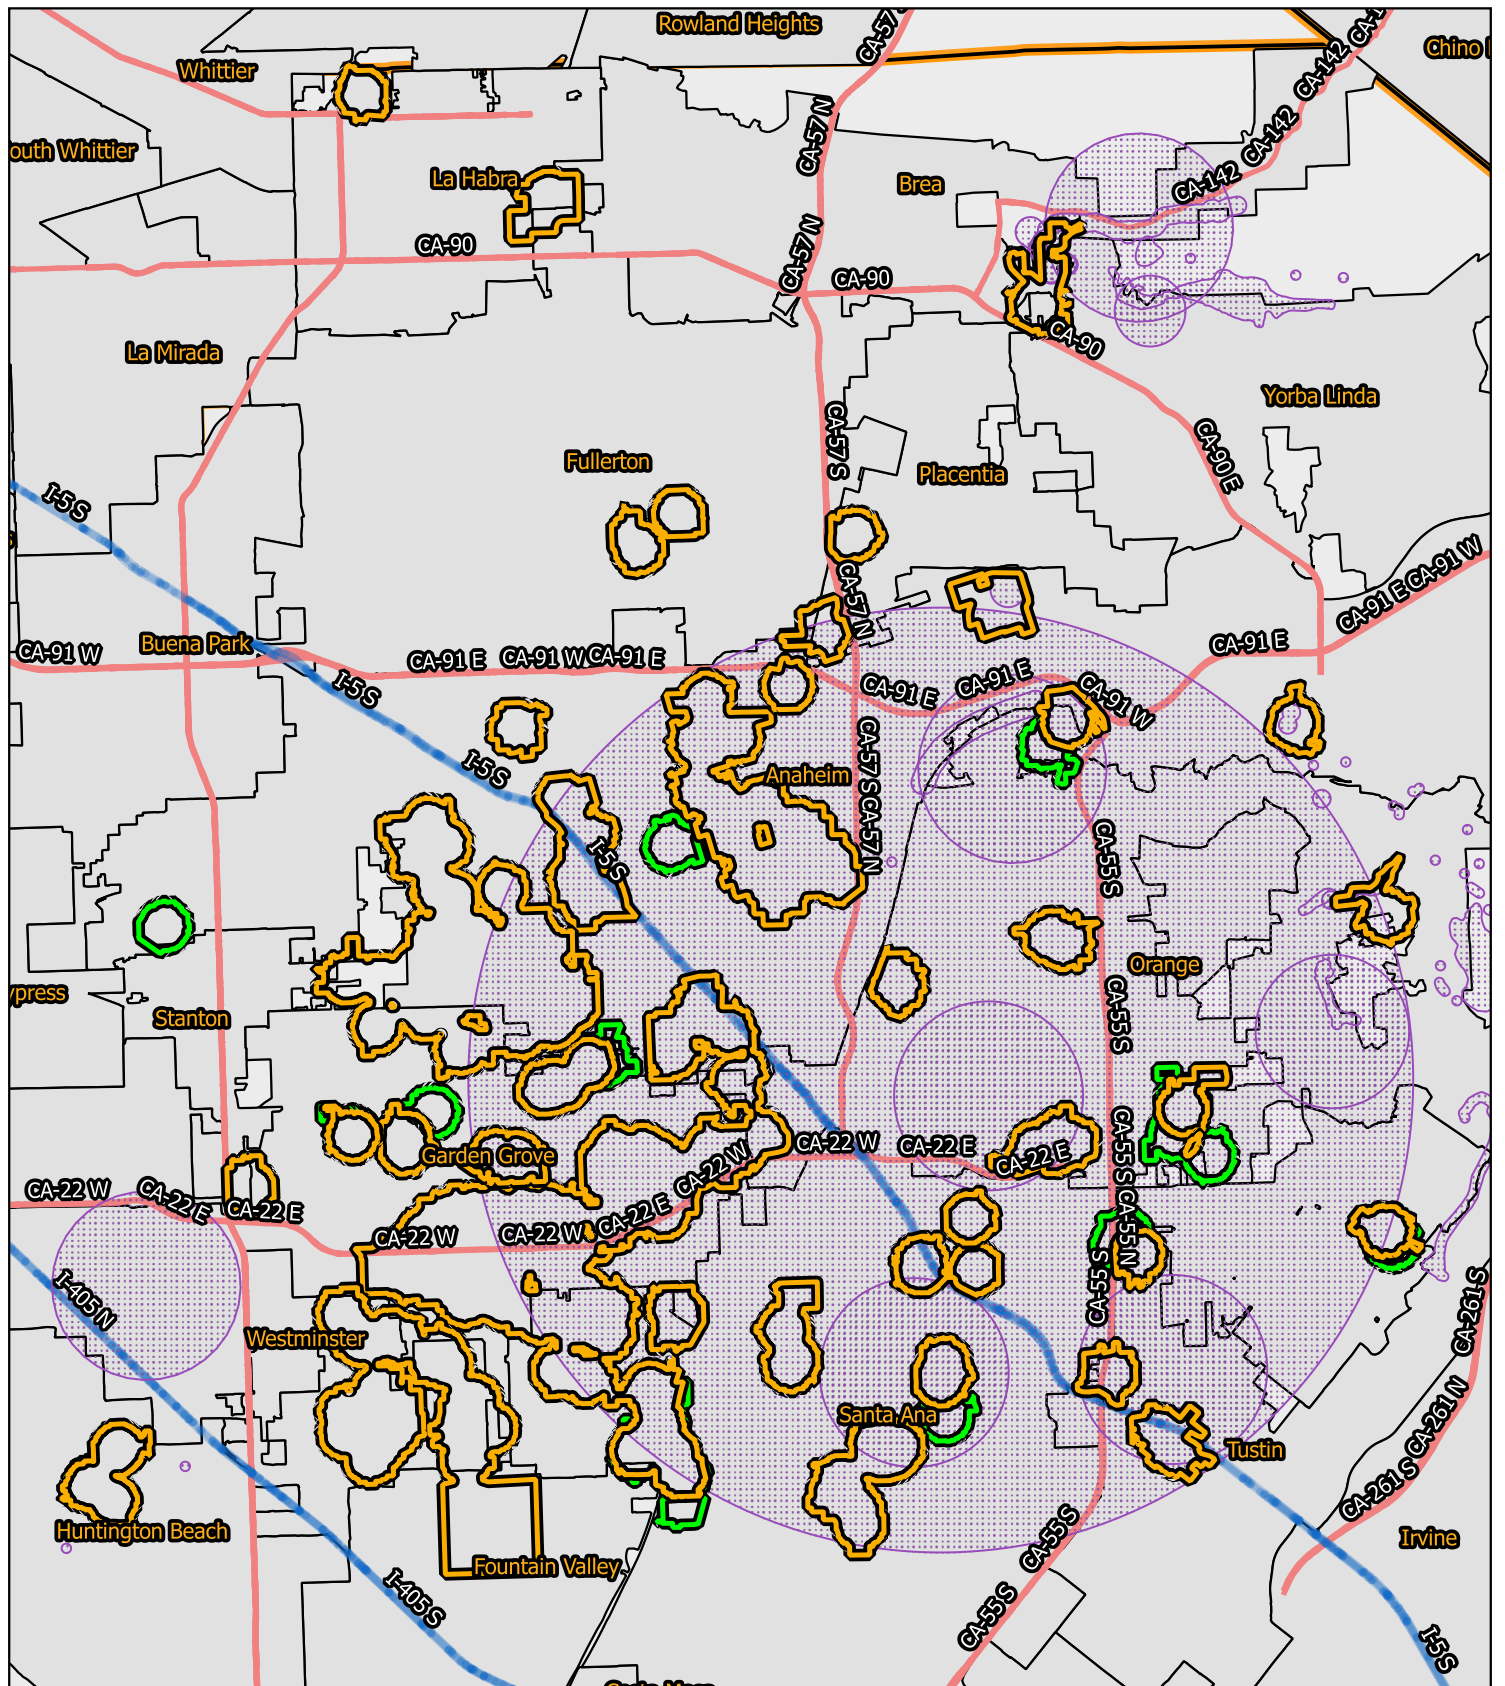 Rowland Heights
CA-57 S
CA-1
Chino
Whittier
CA-142
outh Whittier
CA-57 N
CA-142
La Habra
Brea
CA-142
CA-90
CA-57 N
CA-90
CA-90
La Mirada
Yorba Linda
CA-57 S
CA-90 E
Fullerton
Placentia
I-5 S
CA-91 W
CA-91 E
CA-57 N
Buena Park
CA-91 W
CA-91 E
CA-91 W
CA-91 E
CA-91 E
I-5 S
CA-91 E
CA-91 E
CA-91 W
I-5 S
CA-57 S
CA-57 N
Anaheim
I-5 S
CA-55 S
Orange
ypress
Stanton
CA-55 S
Garden Grove
CA-22 W
CA-22 E
CA-22 E
CA-22 W
CA-55 S
CA-55 N
CA-22 W
CA-22 E
CA-22 E
CA-22 W
CA-22 W
CA-22 E
CA-55 S
I-405 N
Westminster
CA-261 S
Santa Ana
CA-261 N
Tustin
CA-261 S
Huntington Beach
CA-55 S
Irvine
Fountain Valley
I-405 S
CA-55 S
I-5 S